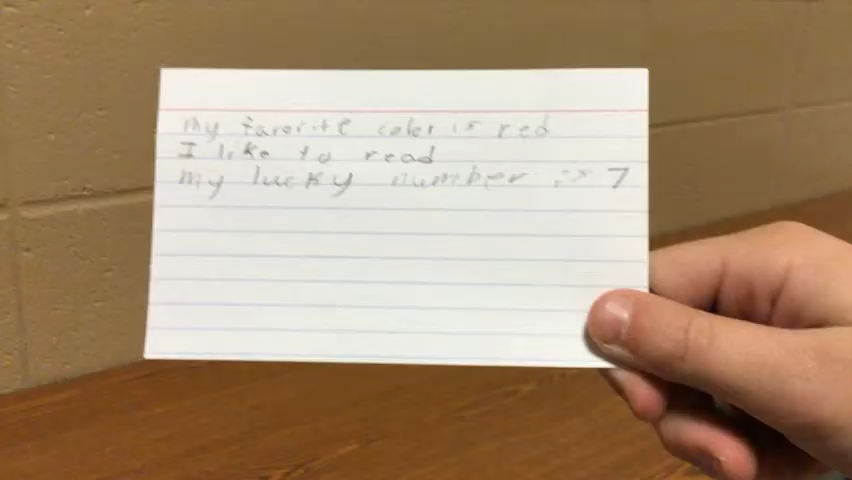 my favorite color is red
I like to read
my lucky number is 7